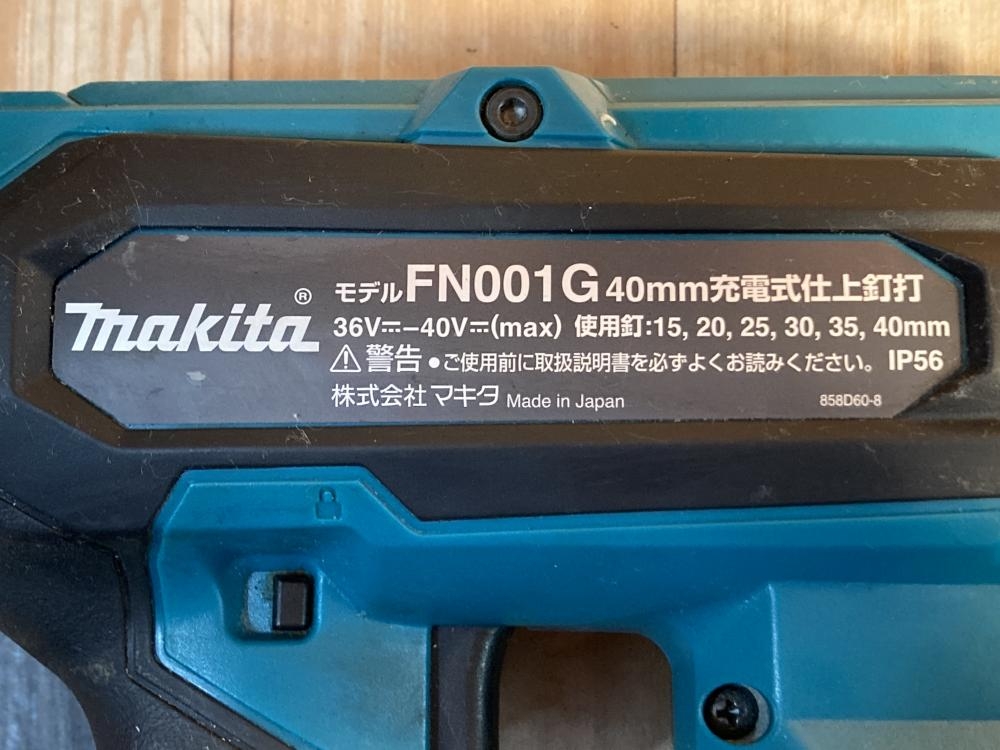 makita®
モデルFN001G 40mm充電式仕上釘打
36V⎓-40V⎓(max) 使用釘:15, 20, 25, 30, 35, 40mm
⚠警告 ●ご使用前に取扱説明書を必ずよくお読みください。 IP56
株式会社 マキタ Made in Japan 858D60-8